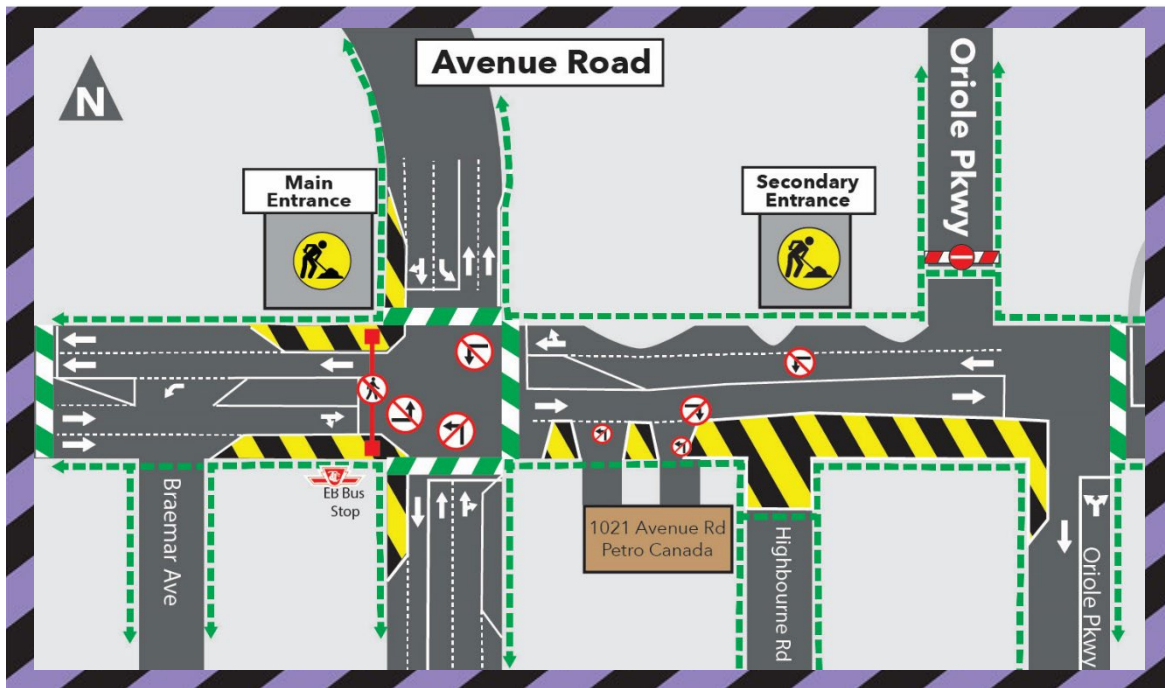 Avenue Road
N
Oriole Pkwy
Main
Entrance
Secondary
Entrance
EB Bus
Stop
Braemar Ave
1021 Avenue Rd
Petro Canada
Highbourne Rd
Oriole Pkwy